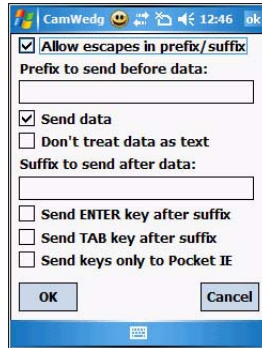 CamWedg 12:46 ok
Allow escapes in prefix/suffix
Prefix to send before data:
Send data
Don't treat data as text
Suffix to send after data:
Send ENTER key after suffix
Send TAB key after suffix
Send keys only to Pocket IE
OK Cancel